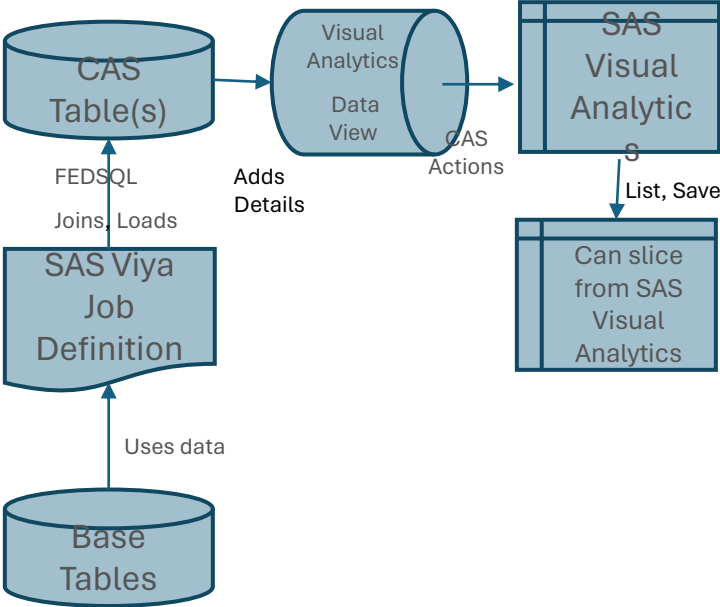 CAS
Table(s)
Visual
Analytics
Data
View
SAS
Visual
Analytic
s
CAS
Actions
FEDSQL
Joins, Loads
Adds
Details
List, Save
SAS Viya
Job
Definition
Can slice
from SAS
Visual
Analytics
Uses data
Base
Tables